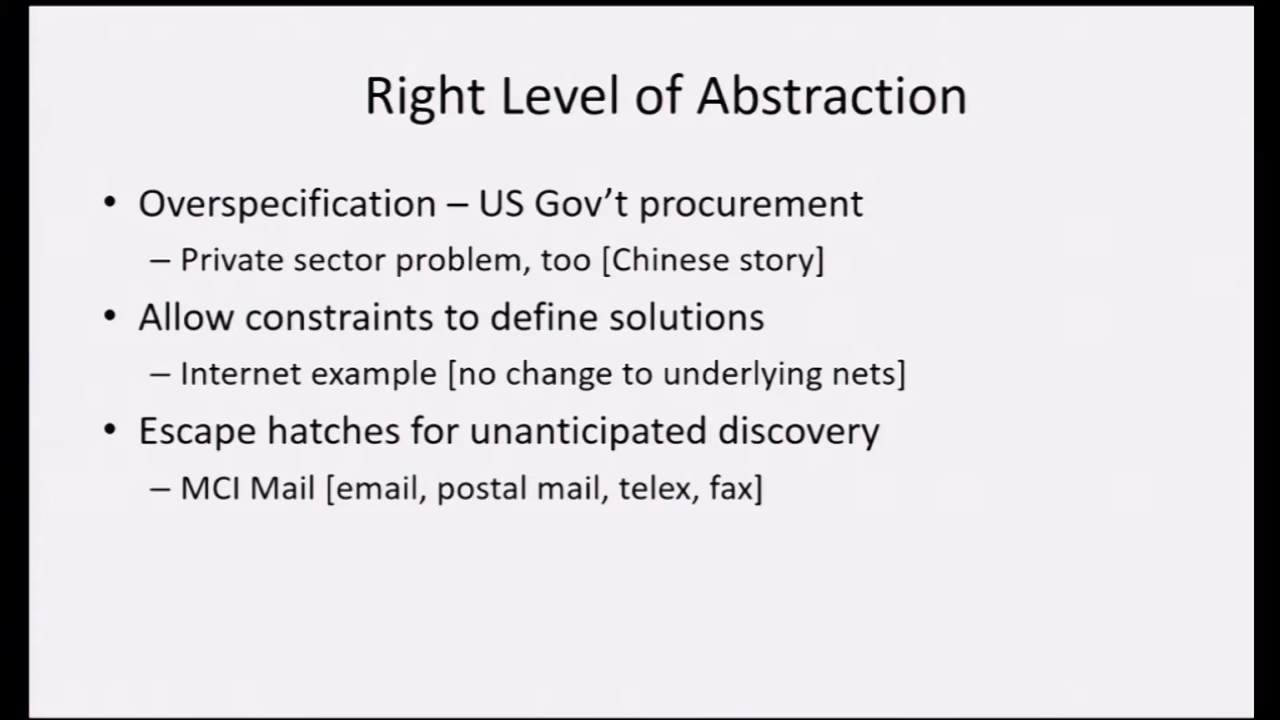 Right Level of Abstraction
• Overspecification – US Gov’t procurement
– Private sector problem, too [Chinese story]
• Allow constraints to define solutions
– Internet example [no change to underlying nets]
• Escape hatches for unanticipated discovery
– MCI Mail [email, postal mail, telex, fax]